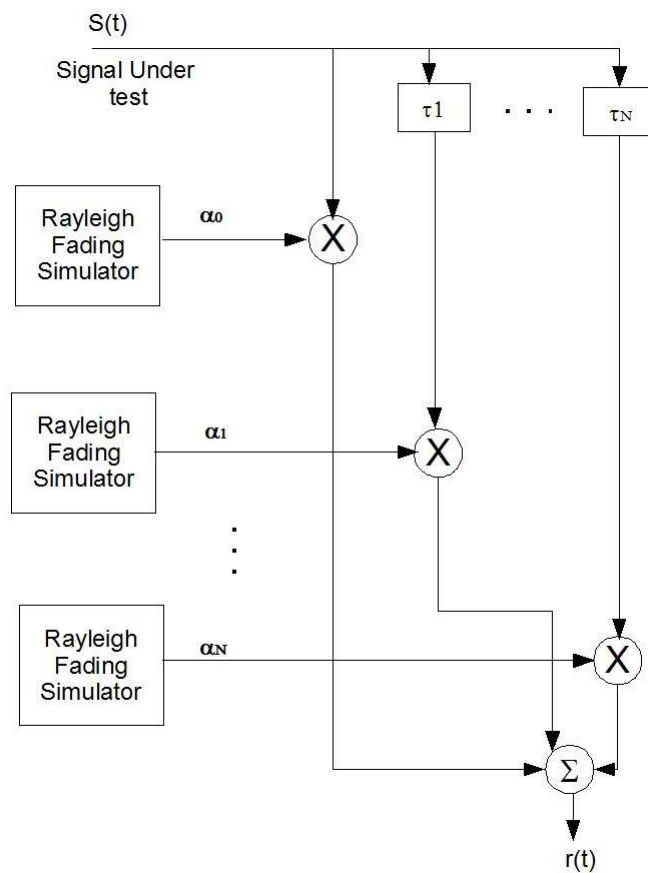 S(t)
Signal Under
test
τ1
. . .
τN
Rayleigh
Fading
Simulator
α0
X
Rayleigh
Fading
Simulator
α1
X
Rayleigh
Fading
Simulator
αN
X
Σ
r(t)